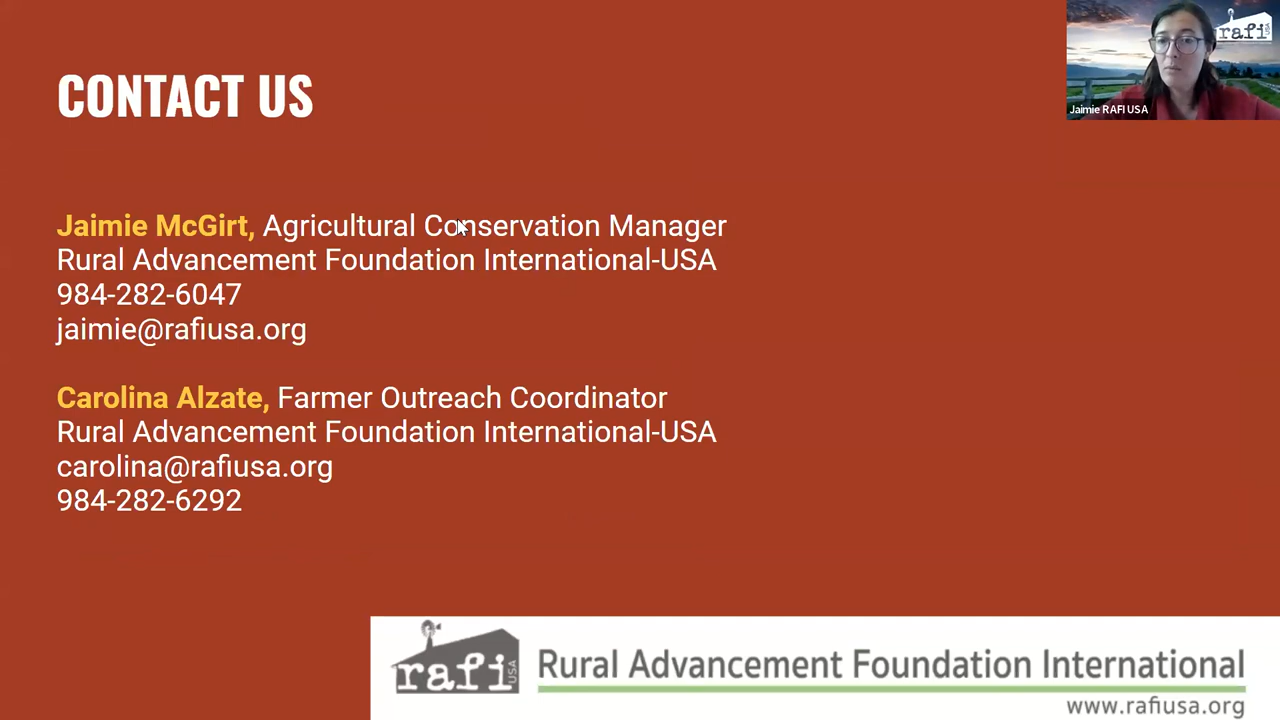 CONTACT US
rafi USA
Jaimie RAFI USA
Jaimie McGirt, Agricultural Conservation Manager
Rural Advancement Foundation International-USA
984-282-6047
jaimie@rafiusa.org
Carolina Alzate, Farmer Outreach Coordinator
Rural Advancement Foundation International-USA
carolina@rafiusa.org
984-282-6292
rafi USA
Rural Advancement Foundation International
www.rafiusa.org